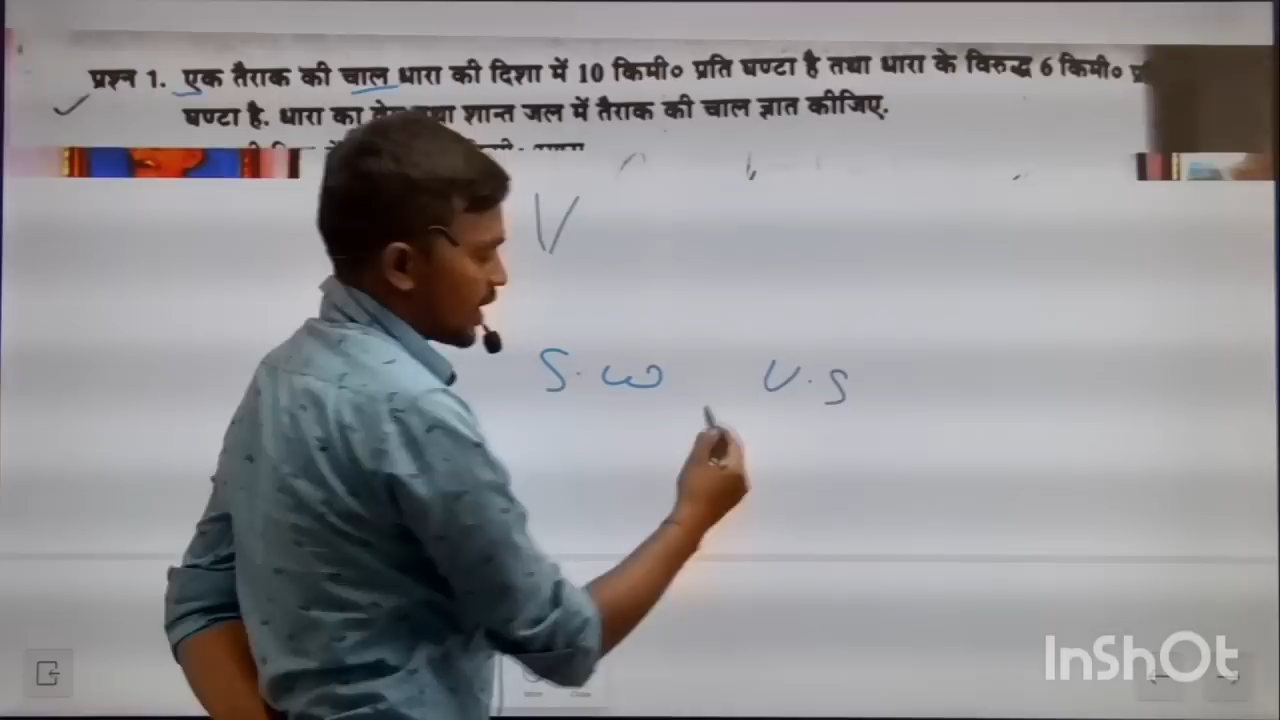 प्रश्न 1. एक तैराक की चाल धारा की दिशा में 10 किमी० प्रति घण्टा है तथा धारा के विरुद्ध 6 किमी०
घण्टा है. धारा का शान्त जल में तैराक की चाल ज्ञात कीजिए.
V
S.W U.S
InShOt